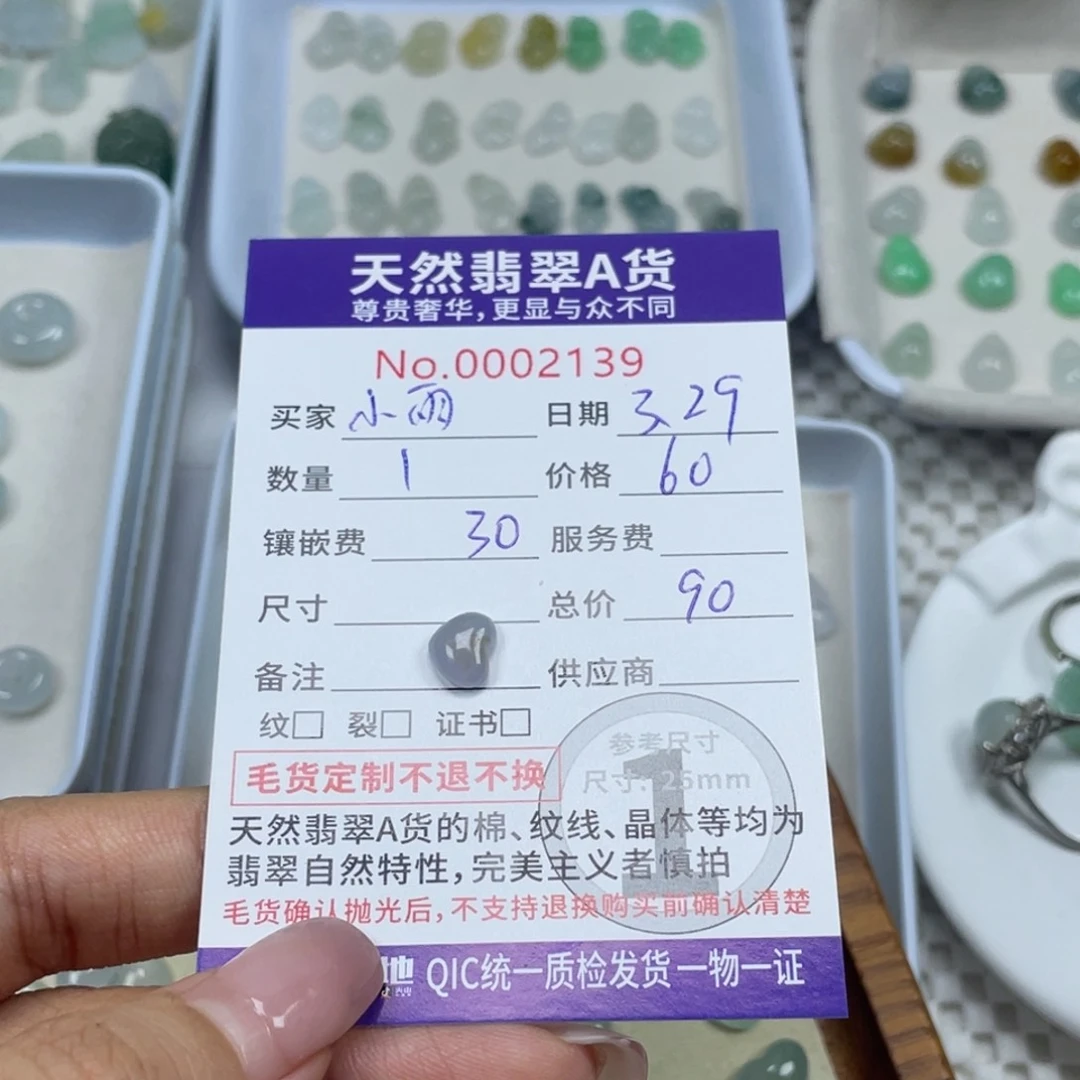 天然翡翠A货
尊贵奢华,更显与众不同
No.0002139
买家 小雨 日期 3.29
数量 1 价格 60
镶嵌费 30 服务费
尺寸 总价 90
备注 供应商
纹□ 裂□ 证书□
参考尺寸
尺寸: 25mm
1
毛货定制不退不换
天然翡翠A货的棉、纹线、晶体等均为
翡翠自然特性,完美主义者慎拍
毛货确认抛光后,不支持退换购买前确认清楚
地 QIC统一质检发货一物一证